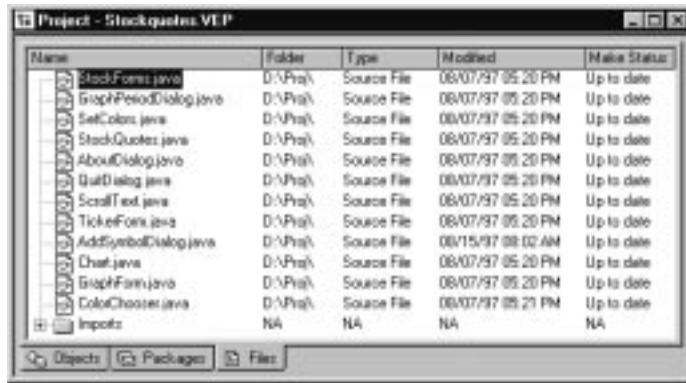 Project - Stockquotes.VEP
Name Folder Type Modified Make Status
StockForms.java D:\Proj\ Source File 08/07/97 05:20 PM Up to date
GraphPeriodDialog.java D:\Proj\ Source File 08/07/97 05:20 PM Up to date
SetColors.java D:\Proj\ Source File 08/07/97 05:20 PM Up to date
StockQuotes.java D:\Proj\ Source File 08/07/97 05:20 PM Up to date
AboutDialog.java D:\Proj\ Source File 08/07/97 05:20 PM Up to date
QuitDialog.java D:\Proj\ Source File 08/07/97 05:20 PM Up to date
ScrollText.java D:\Proj\ Source File 08/07/97 05:20 PM Up to date
TickerForm.java D:\Proj\ Source File 08/07/97 05:20 PM Up to date
AddSymbolDialog.java D:\Proj\ Source File 08/15/97 08:02 AM Up to date
Chart.java D:\Proj\ Source File 08/07/97 05:20 PM Up to date
GraphForm.java D:\Proj\ Source File 08/07/97 05:20 PM Up to date
ColorChooser.java D:\Proj\ Source File 08/07/97 05:21 PM Up to date
Imports NA NA NA NA
Objects Packages Files